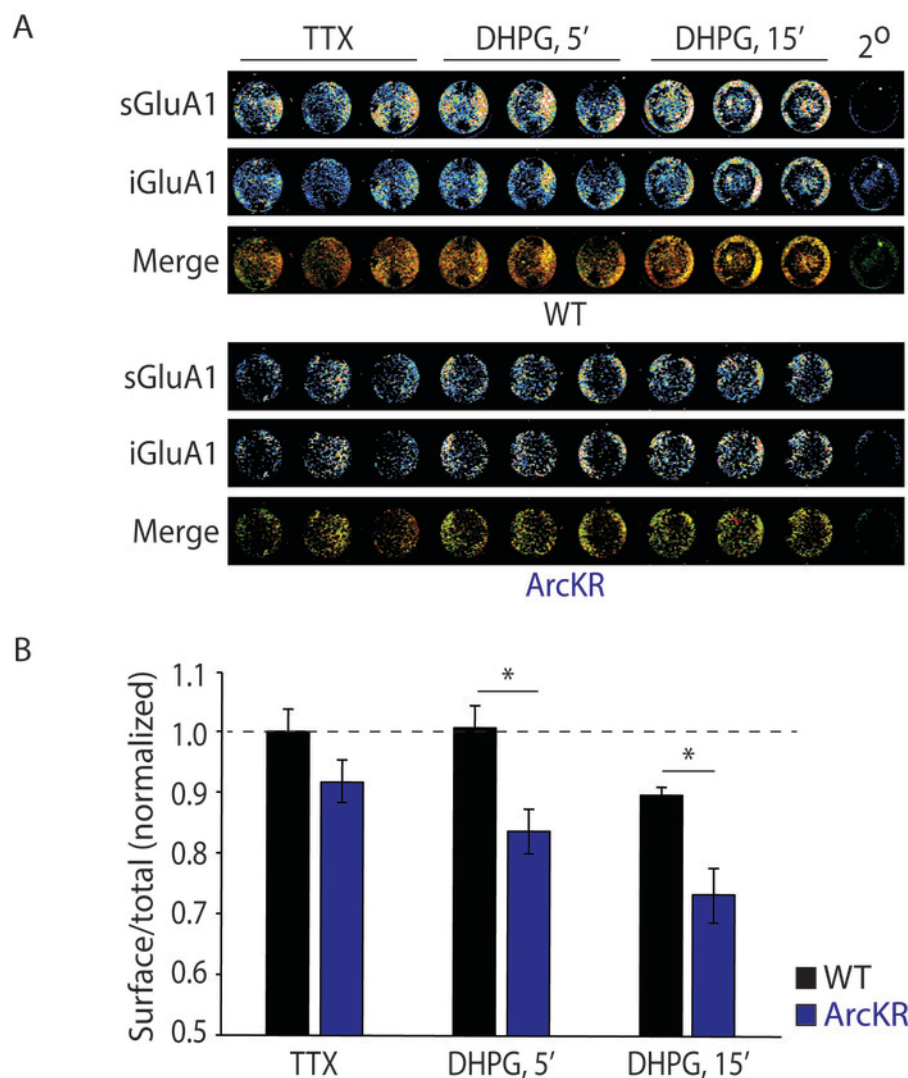 A
TTX DHPG, 5′ DHPG, 15′ 2º
sGluA1
iGluA1
Merge
WT
sGluA1
iGluA1
Merge
ArcKR
B
Surface/total (normalized)
1.1
1.0
0.9
0.8
0.7
0.6
0.5
*
*
TTX DHPG, 5′ DHPG, 15′
WT
ArcKR